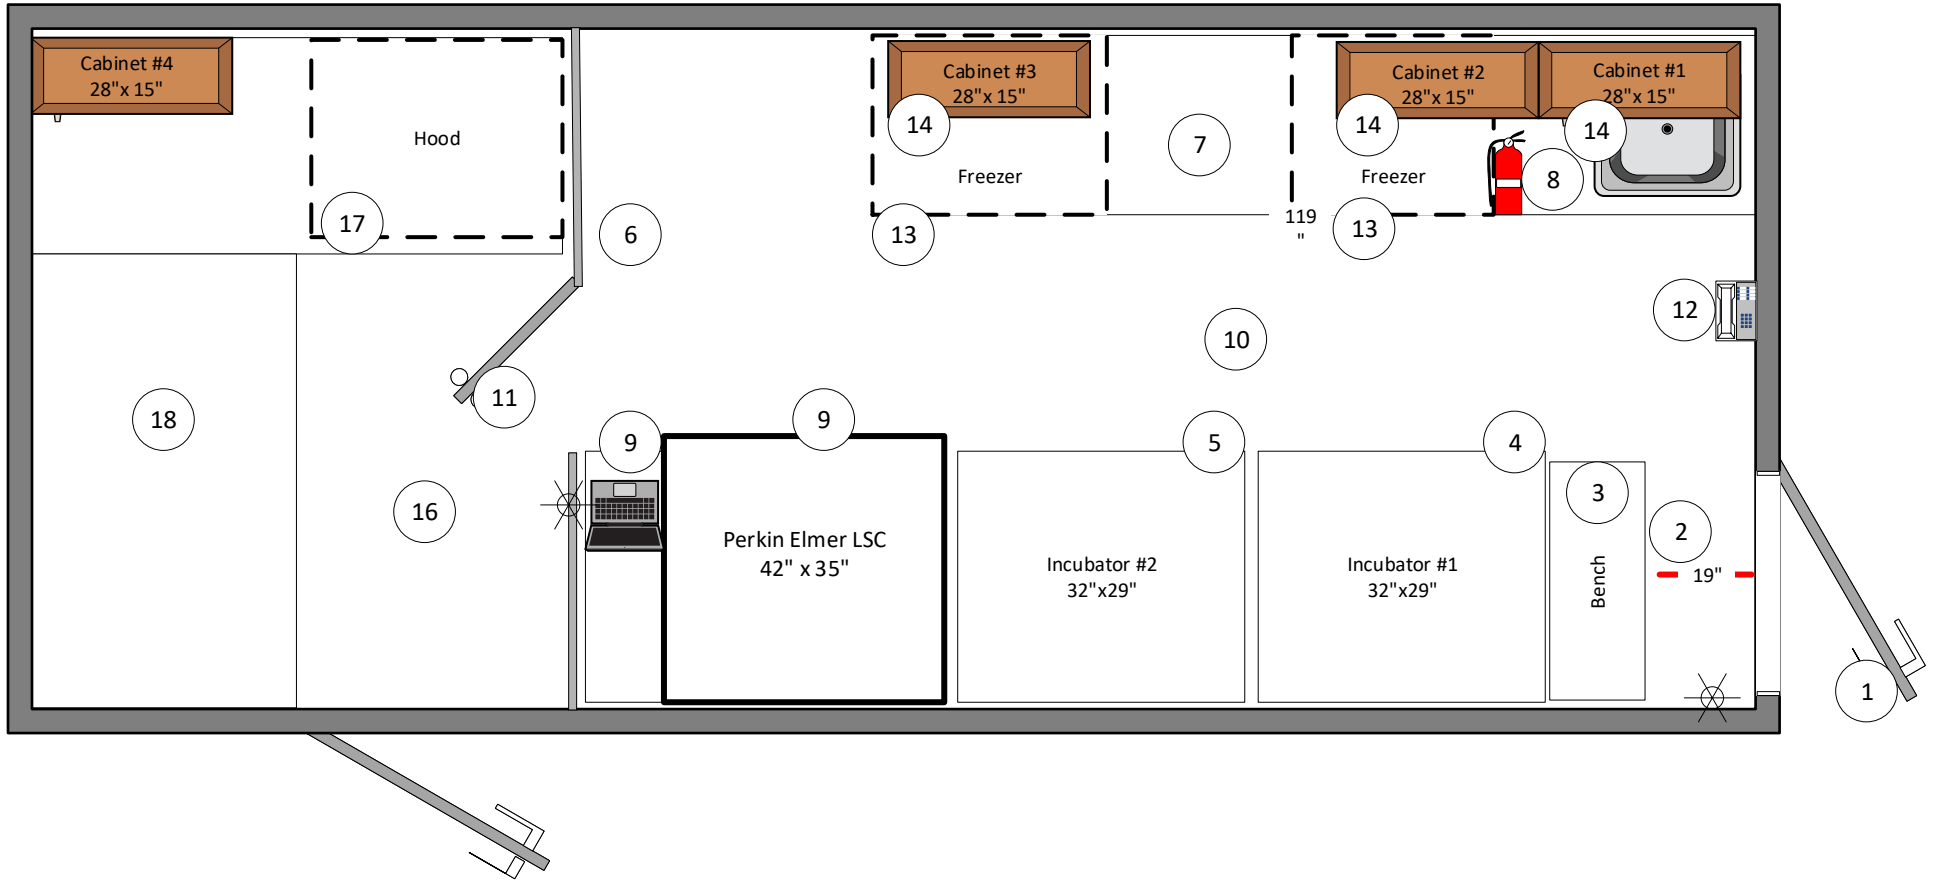 Cabinet #4
28"x 15"
Hood
17
6
Cabinet #3
28"x 15"
14
Freezer
13
7
119
"
Cabinet #2
28"x 15"
14
Freezer
13
Cabinet #1
28"x 15"
14
8
12
10
11
18
16
9
9
Perkin Elmer LSC
42" x 35"
5
Incubator #2
32"x29"
4
Incubator #1
32"x29"
3
Bench
2
19"
1